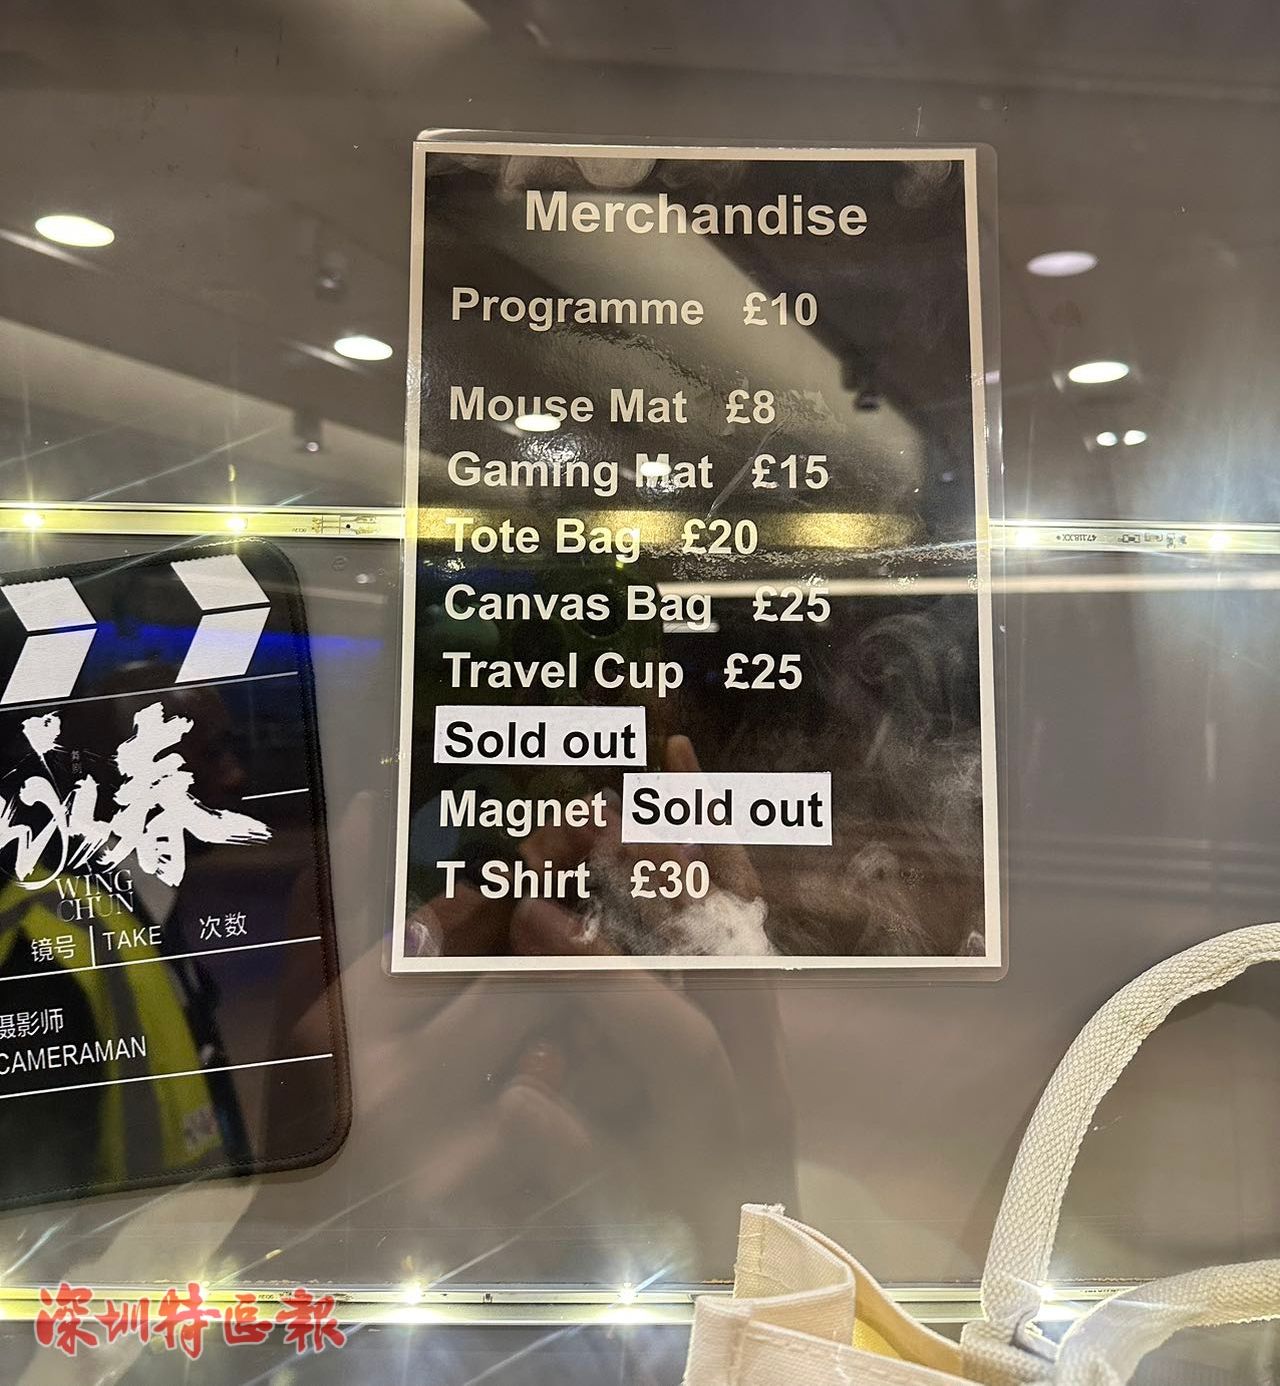 Merchandise
Programme £10
Mouse Mat £8
Gaming Mat £15
Tote Bag £20
Canvas Bag £25
Travel Cup £25
Sold out
Magnet Sold out
T Shirt £30
咏春
舞剧
WING
CHUN
镜号 TAKE 次数
摄影师
CAMERAMAN
深圳特區報